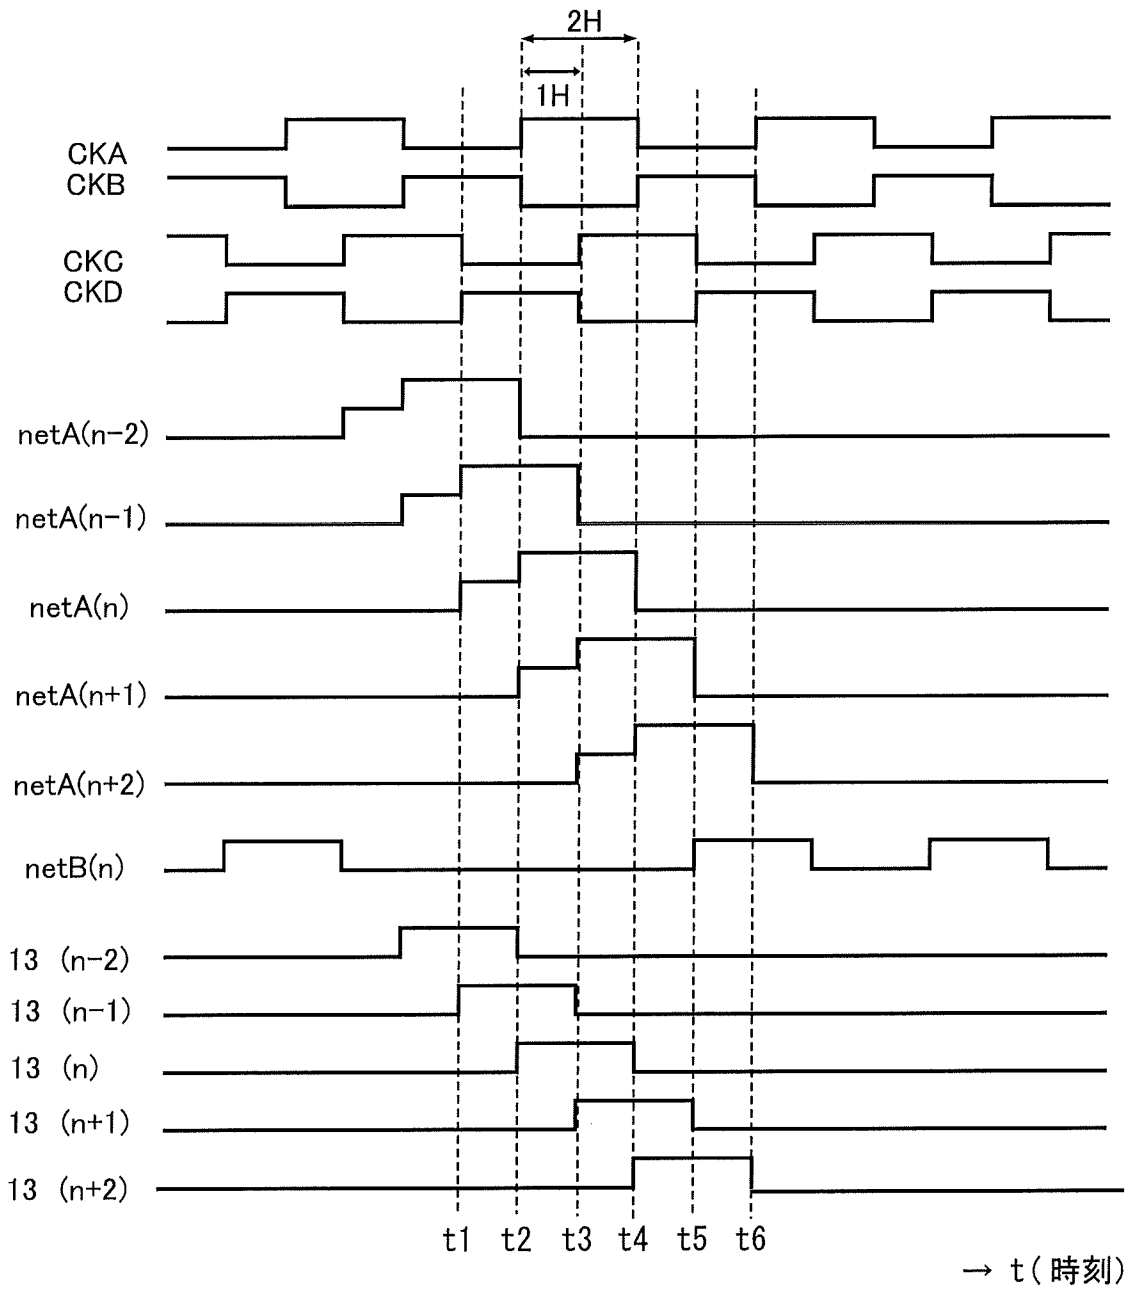 2H
1H
CKA
CKB
CKC
CKD
netA(n-2)
netA(n-1)
netA(n)
netA(n+1)
netA(n+2)
netB(n)
13 (n-2)
13 (n-1)
13 (n)
13 (n+1)
13 (n+2)
t1 t2 t3 t4 t5 t6
→ t(時刻)